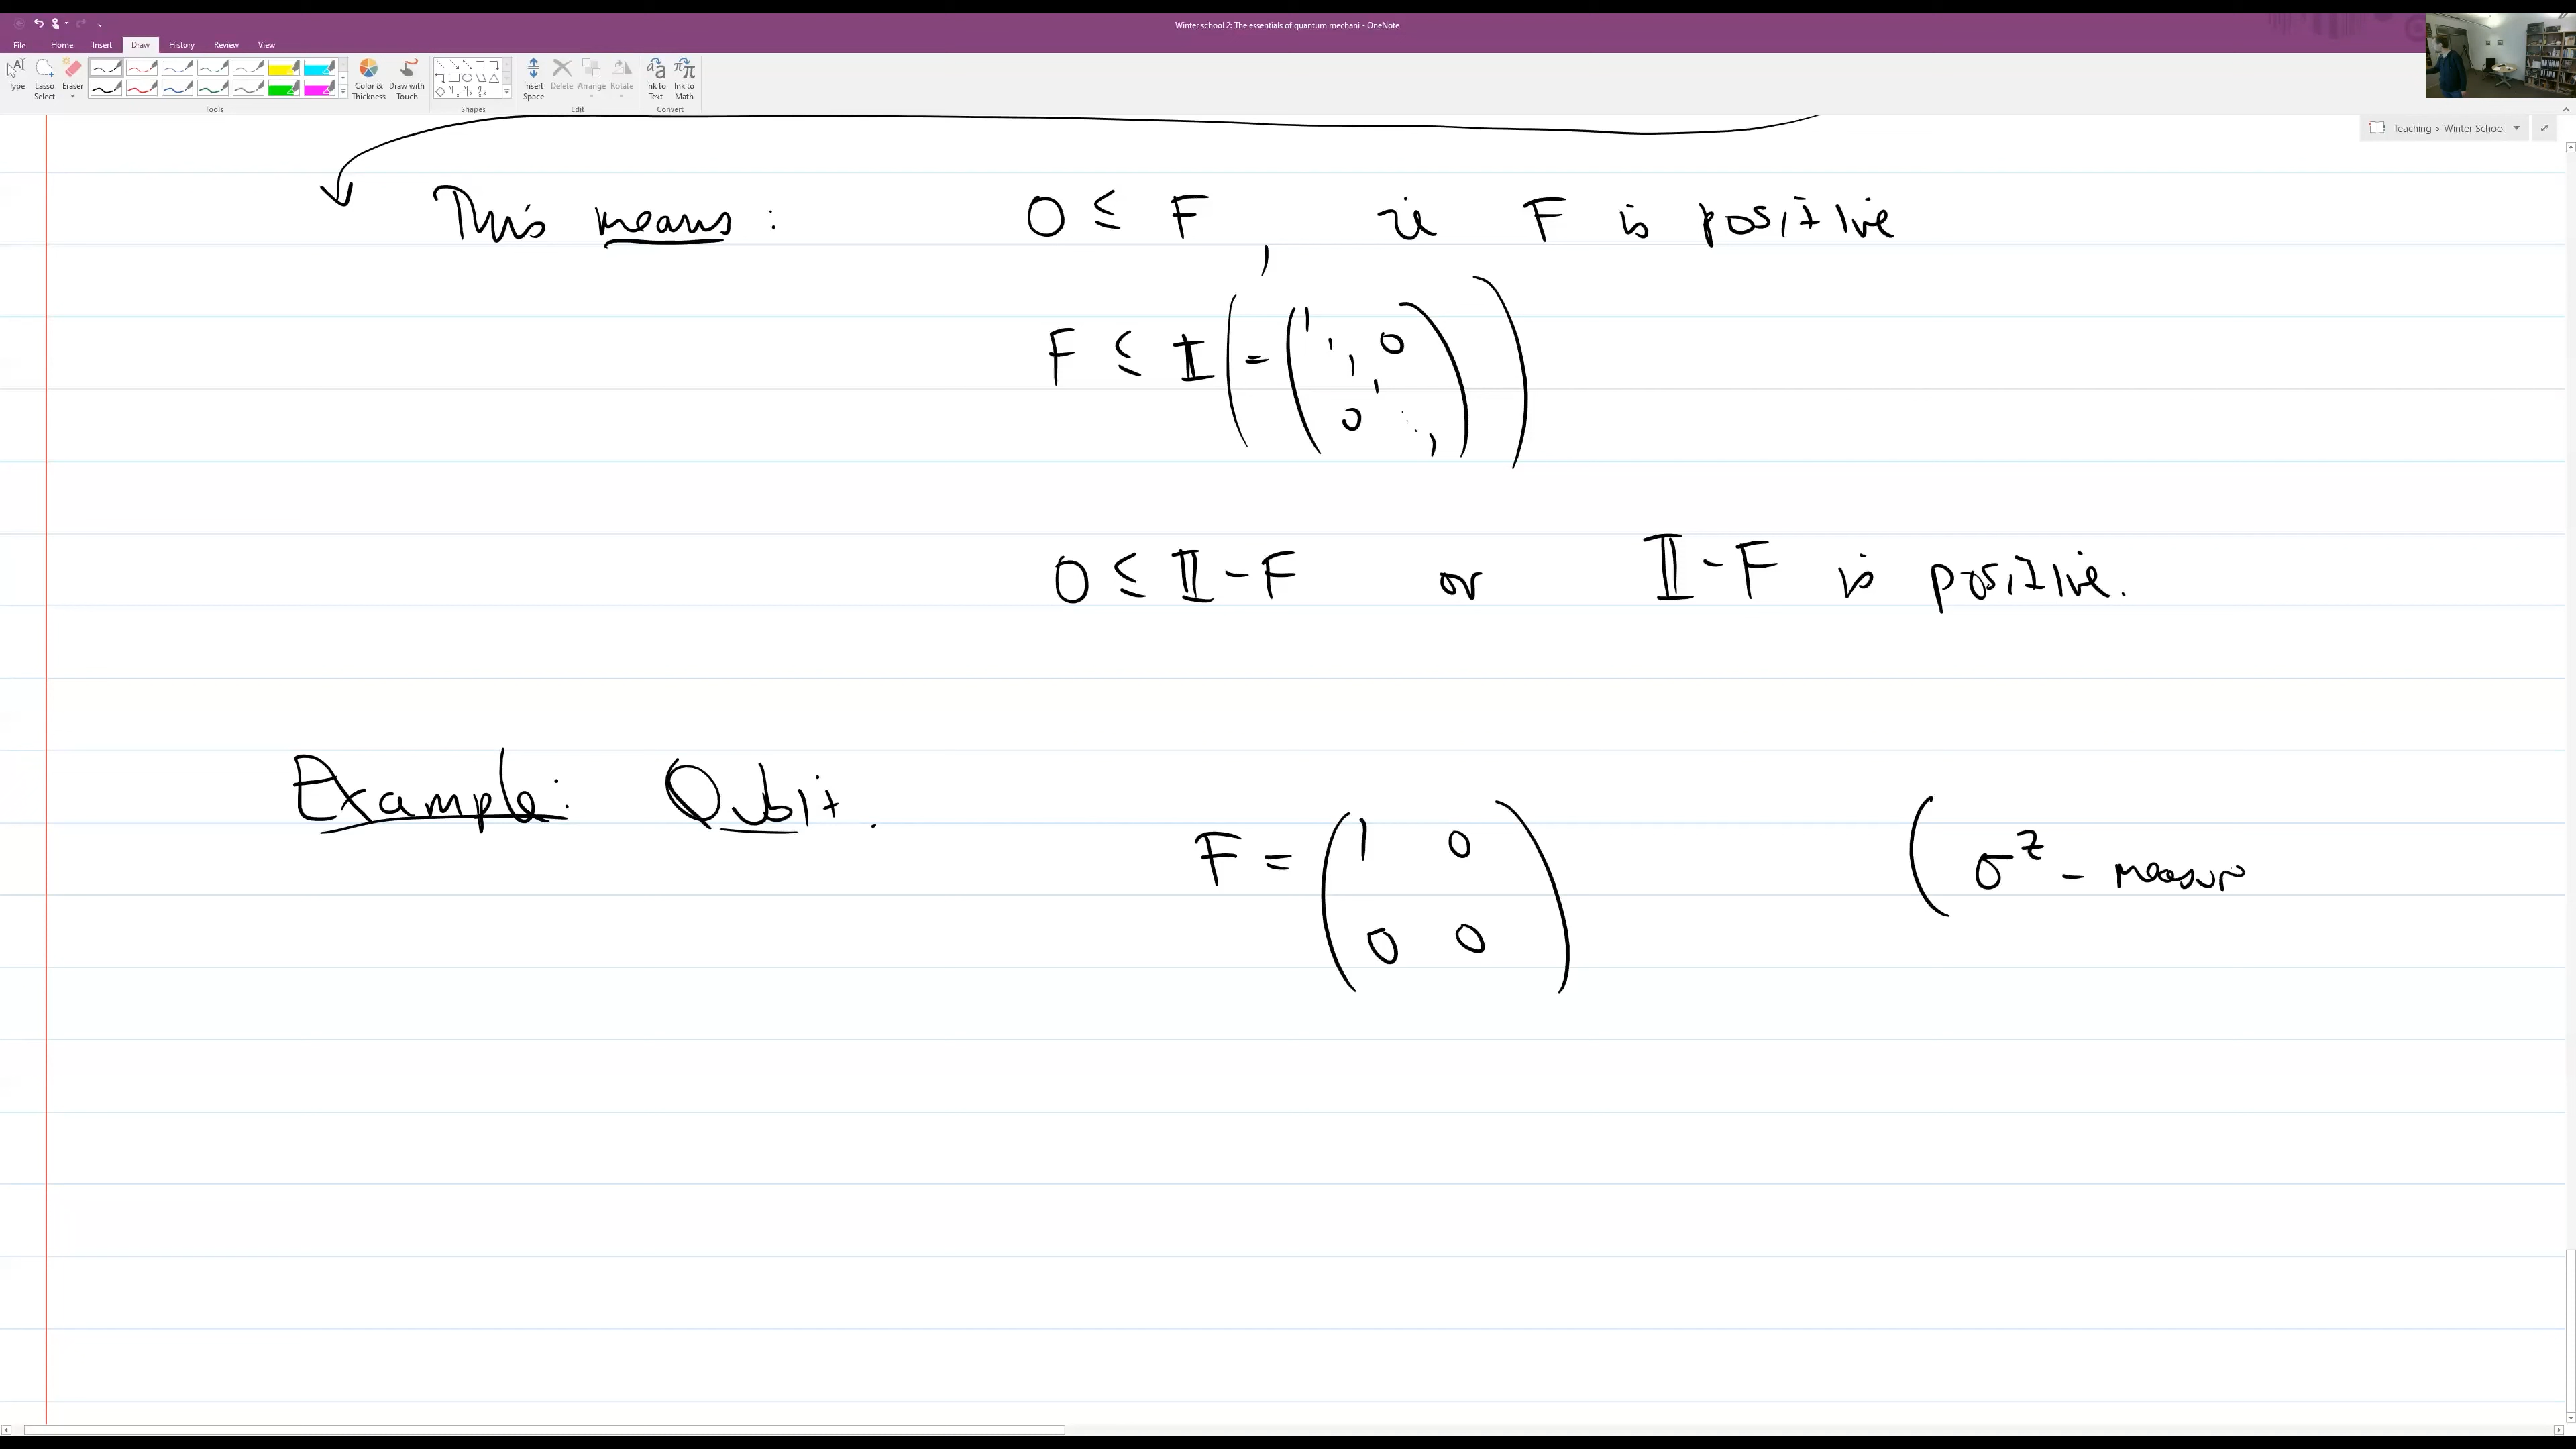 Winter school 2: The essentials of quantum mechani - OneNote
File Home Insert Draw History Review View
Type Lasso Select Eraser Color & Thickness Draw with Touch Insert Space Delete Arrange Rotate Ink to Text Ink to Math
Tools Shapes Edit Convert
Teaching > Winter School
This means: 0 ≤ F, ie F is positive
F ≤ 𝕀 ( = ( 1 1 1 0 1 0 ⋱ 1 ) )
0 ≤ 𝕀 - F or 𝕀 - F is positive.
Example: Qubit. F = ( 1 0 ( σᶻ - measur
0 0 )